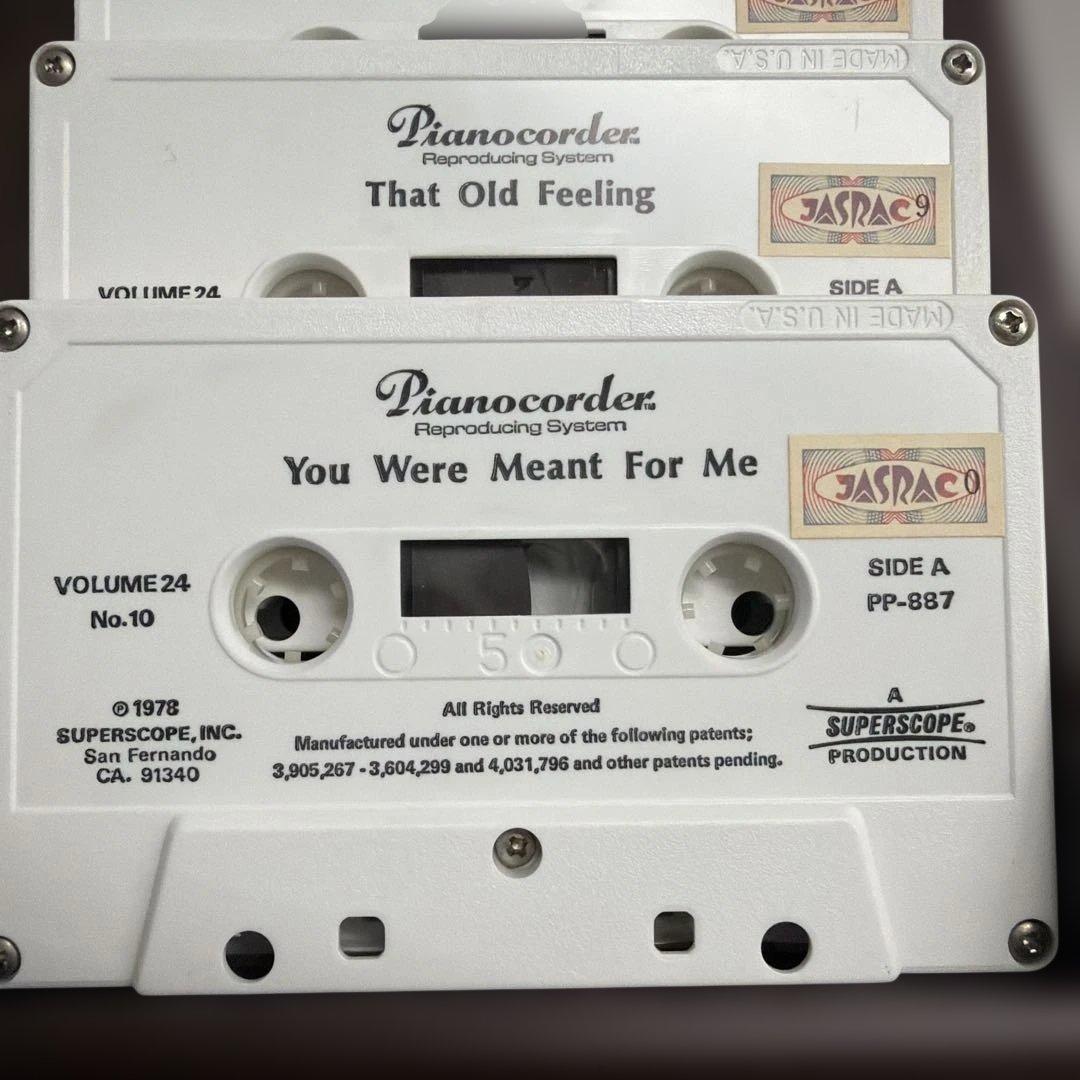 MADE IN U.S.A.
Pianocorder™
Reproducing System
That Old Feeling
JASRAC 9
VOLUME 24
SIDE A
MADE IN U.S.A.
Pianocorder™
Reproducing System
You Were Meant For Me
JASRAC 0
VOLUME 24
No.10
SIDE A
PP-887
50
℗ 1978
SUPERSCOPE, INC.
San Fernando
CA. 91340
All Rights Reserved
Manufactured under one or more of the following patents;
3,905,267 - 3,604,299 and 4,031,796 and other patents pending.
A
SUPERSCOPE®
PRODUCTION